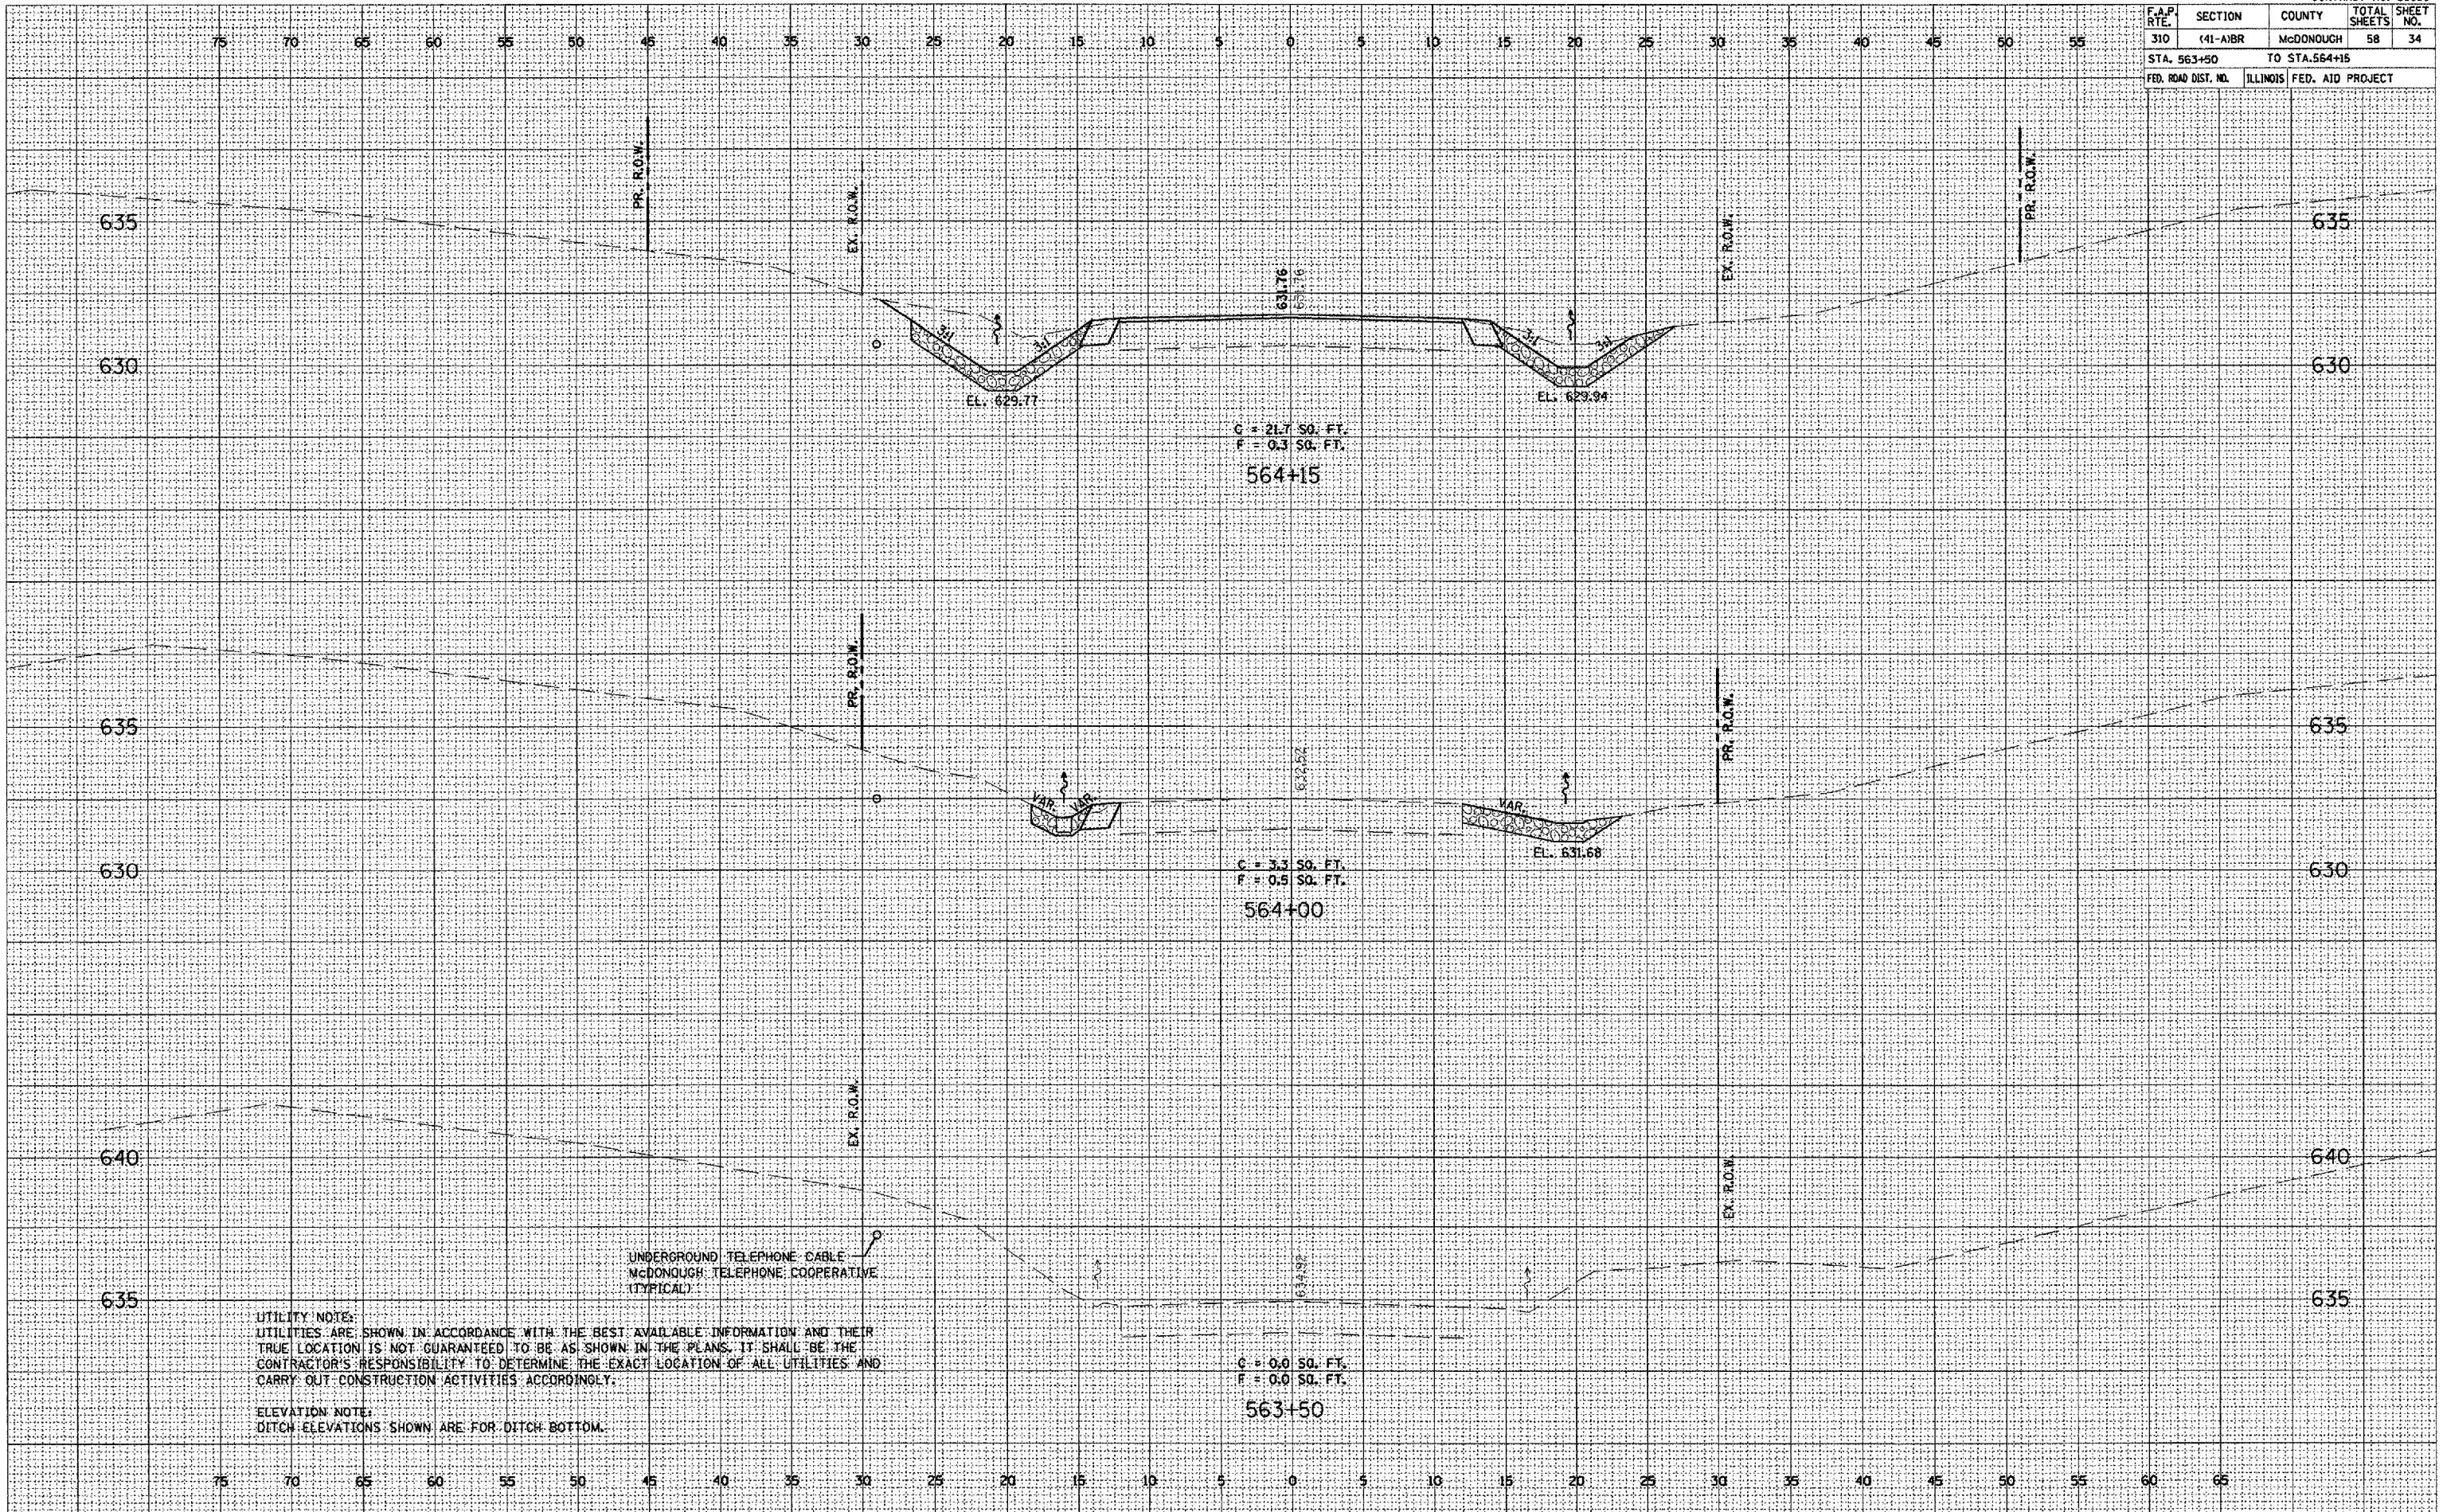 F.A.P. RTE. SECTION COUNTY TOTAL SHEETS SHEET NO.
310 (41-A)BR McDONOUGH 58 34
STA. 563+50 TO STA.564+15
FED. ROAD DIST. NO. ILLINOIS FED. AID PROJECT
75 70 65 60 55 50 45 40 35 30 25 20 15 10 5 0 5 10 15 20 25 30 35 40 45 50 55
PR. R.O.W.
EX. R.O.W.
EX. R.O.W.
PR. R.O.W.
635
635
631.76
631.76
3:1
3:1
3:1
3:1
630
630
EL. 629.77
EL. 629.94
C = 21.7 SQ. FT.
F = 0.3 SQ. FT.
564+15
PR. R.O.W.
PR. R.O.W.
635
635
632.52
VAR.
VAR.
VAR.
EL. 631.68
630
630
C = 3.3 SQ. FT.
F = 0.5 SQ. FT.
564+00
EX. R.O.W.
EX. R.O.W.
640
640
UNDERGROUND TELEPHONE CABLE
McDONOUGH TELEPHONE COOPERATIVE
(TYPICAL)
634.92
635
635
UTILITY NOTE:
UTILITIES ARE SHOWN IN ACCORDANCE WITH THE BEST AVAILABLE INFORMATION AND THEIR
TRUE LOCATION IS NOT GUARANTEED TO BE AS SHOWN IN THE PLANS. IT SHALL BE THE
CONTRACTOR'S RESPONSIBILITY TO DETERMINE THE EXACT LOCATION OF ALL UTILITIES AND
CARRY OUT CONSTRUCTION ACTIVITIES ACCORDINGLY.
C = 0.0 SQ. FT.
F = 0.0 SQ. FT.
563+50
ELEVATION NOTE:
DITCH ELEVATIONS SHOWN ARE FOR DITCH BOTTOM.
75 70 65 60 55 50 45 40 35 30 25 20 15 10 5 0 5 10 15 20 25 30 35 40 45 50 55 60 65